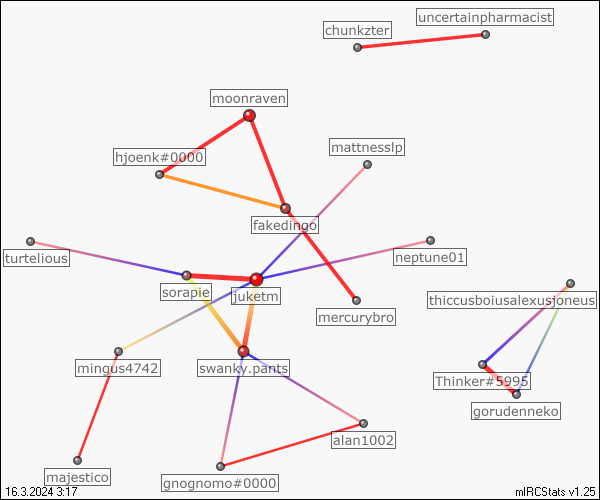 uncertainpharmacist
chunkzter
moonraven
mattnesslp
hjoenk#0000
fakedingo
turtelious
neptune01
sorapie
juketm
thiccusboiusalexusjoneus
mercurybro
mingus4742
swanky.pants
Thinker#5995
gorudenneko
alan1002
majestico
gnognomo#0000
16.3.2024 3:17
mIRCStats v1.25